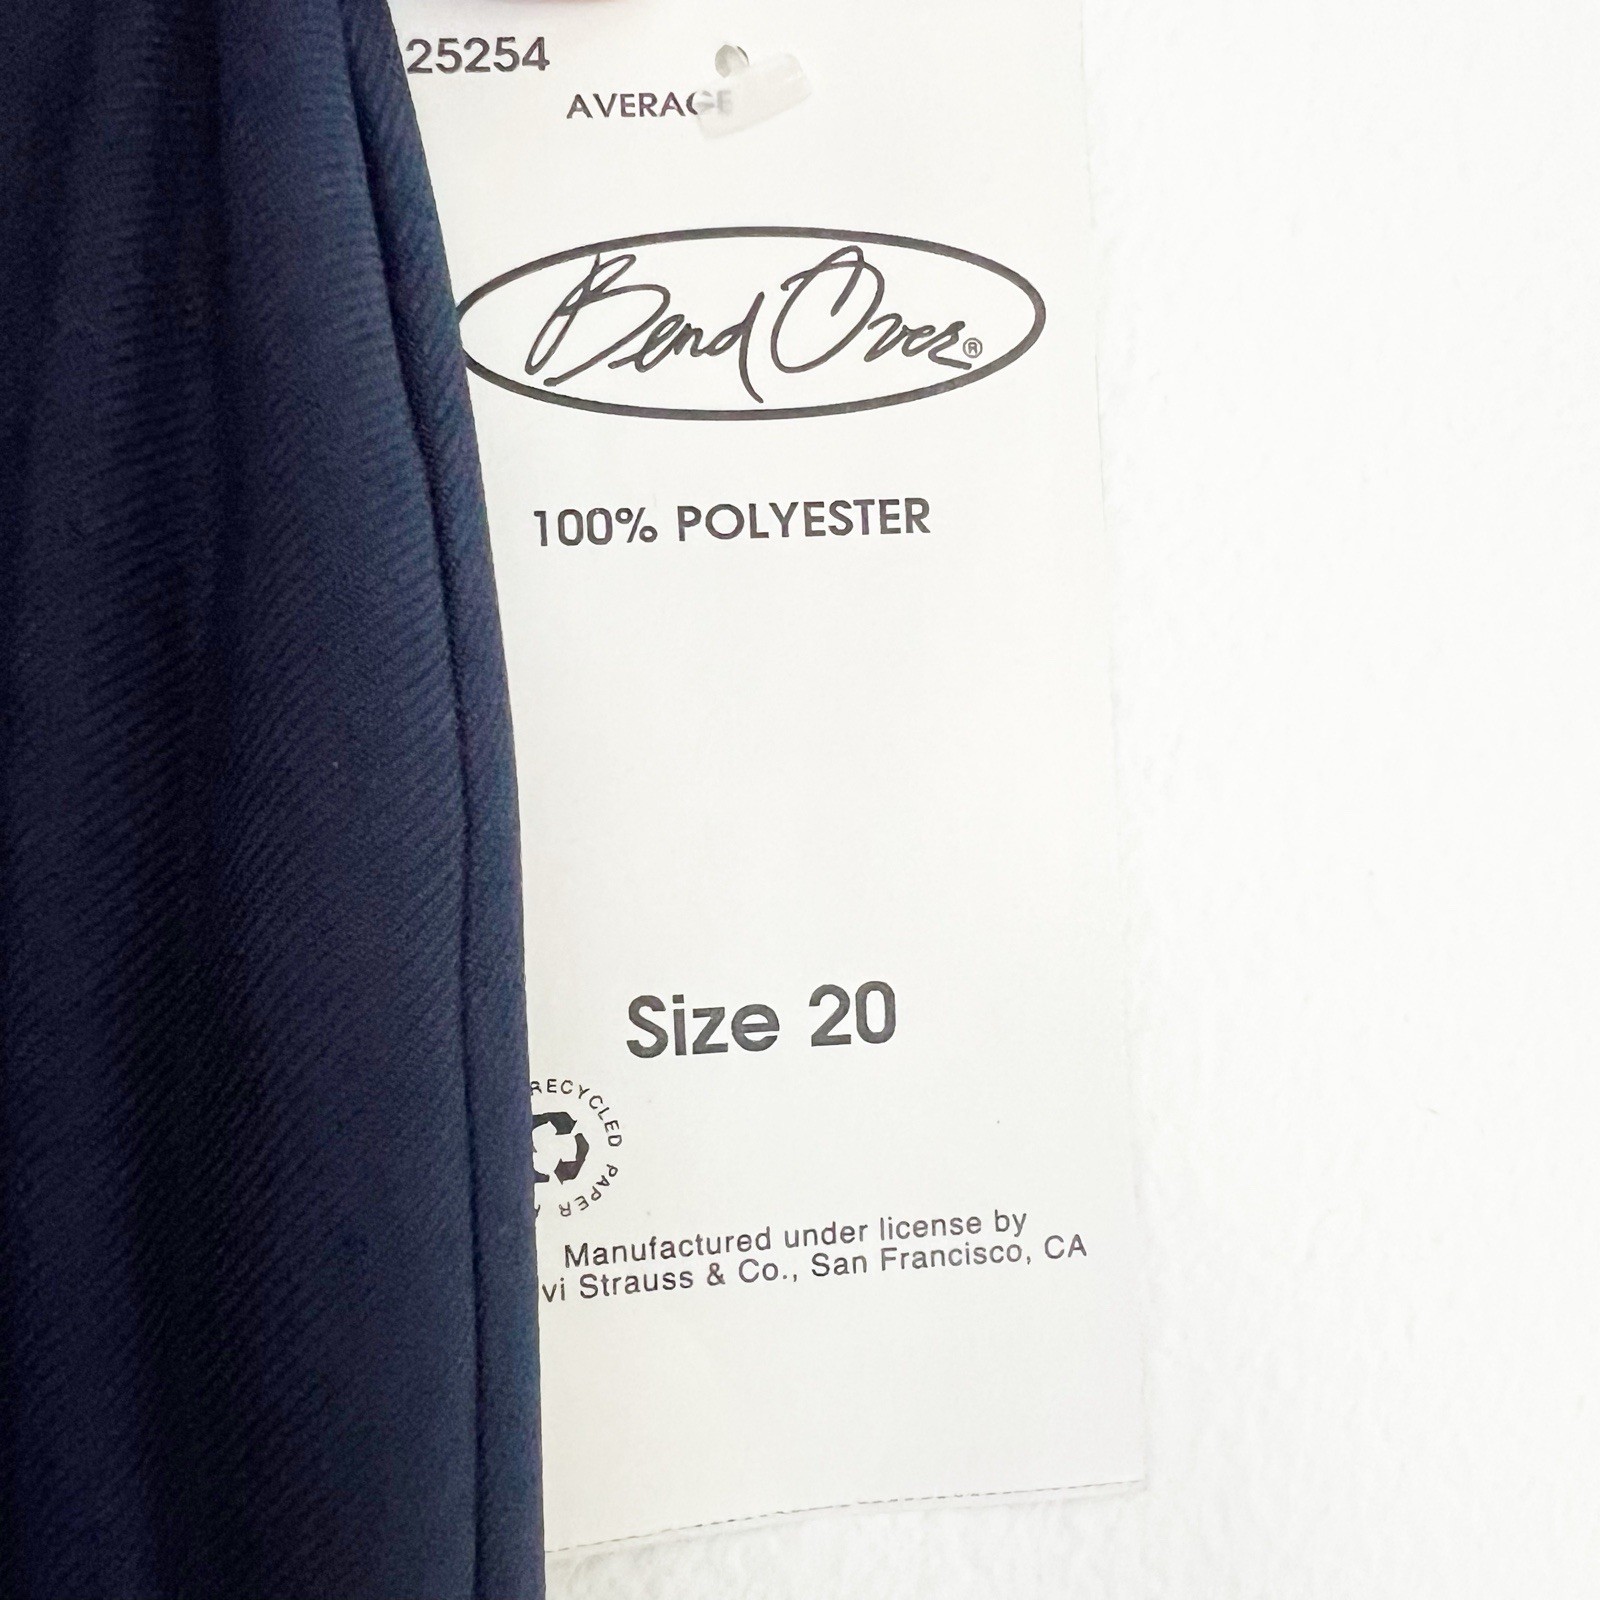 25254
AVERAGE
Bend Over®
100% POLYESTER
Size 20
RECYCLED PAPER
Manufactured under license by
vi Strauss & Co., San Francisco, CA